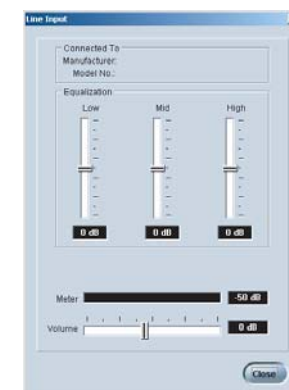 Line Input
Connected To
Manufacturer:
Model No.:
Equalization
Low Mid High
0 dB 0 dB 0 dB
Meter -50 dB
Volume 0 dB
Close